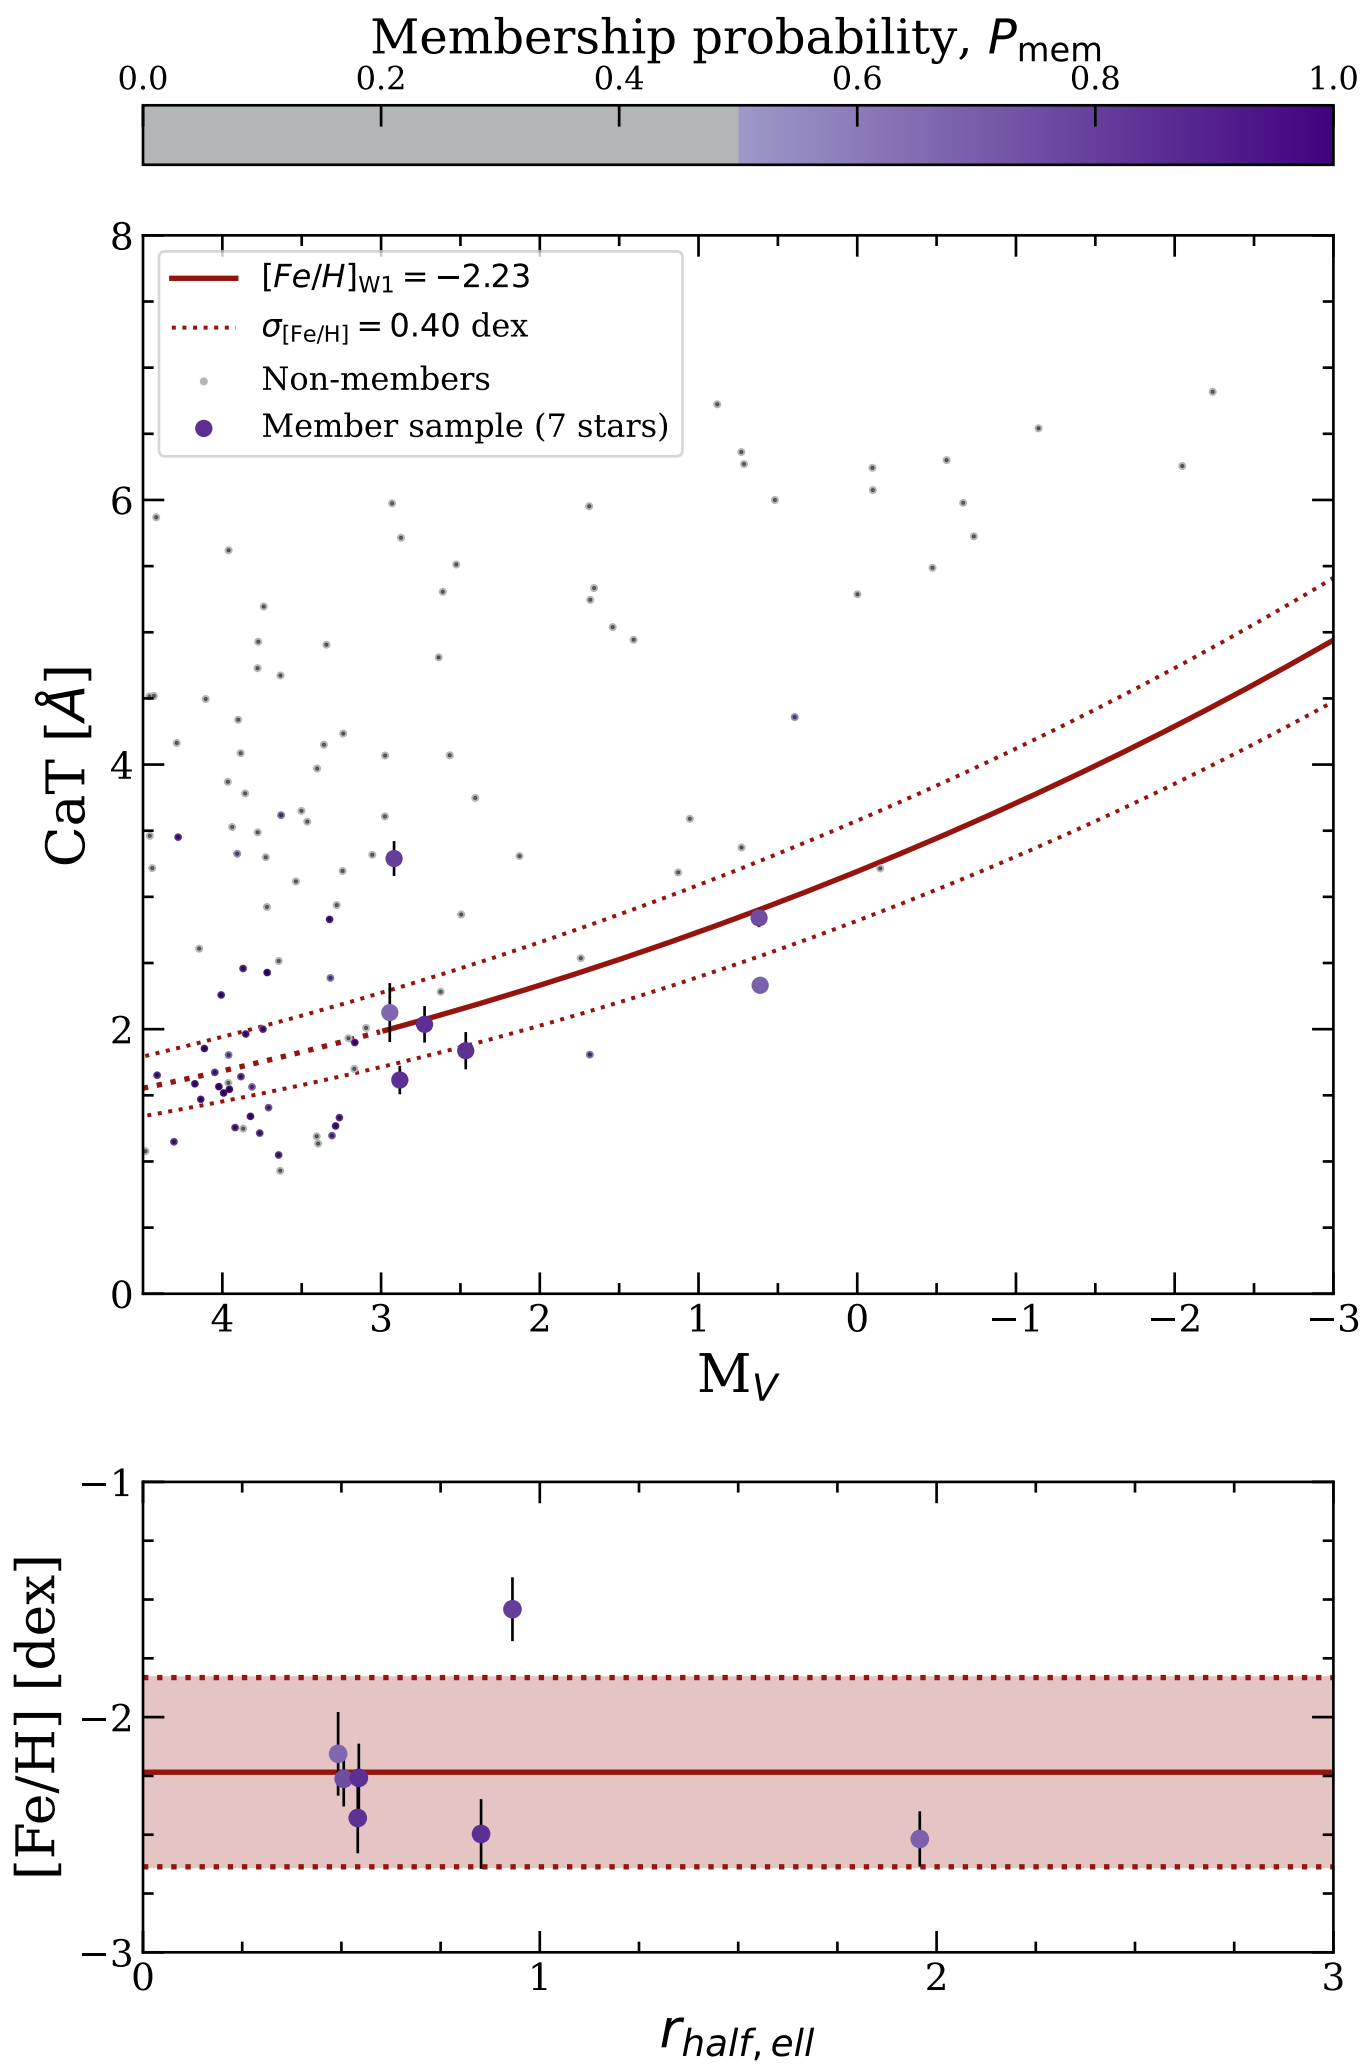 Membership probability, P_mem
0.0 0.2 0.4 0.6 0.8 1.0
[Fe/H]_W1 = −2.23
σ_[Fe/H] = 0.40 dex
Non-members
Member sample (7 stars)
CaT [Å]
8
6
4
2
0
4 3 2 1 0 −1 −2 −3
M_V
[Fe/H] [dex]
−1
−2
−3
0 1 2 3
r_half, ell